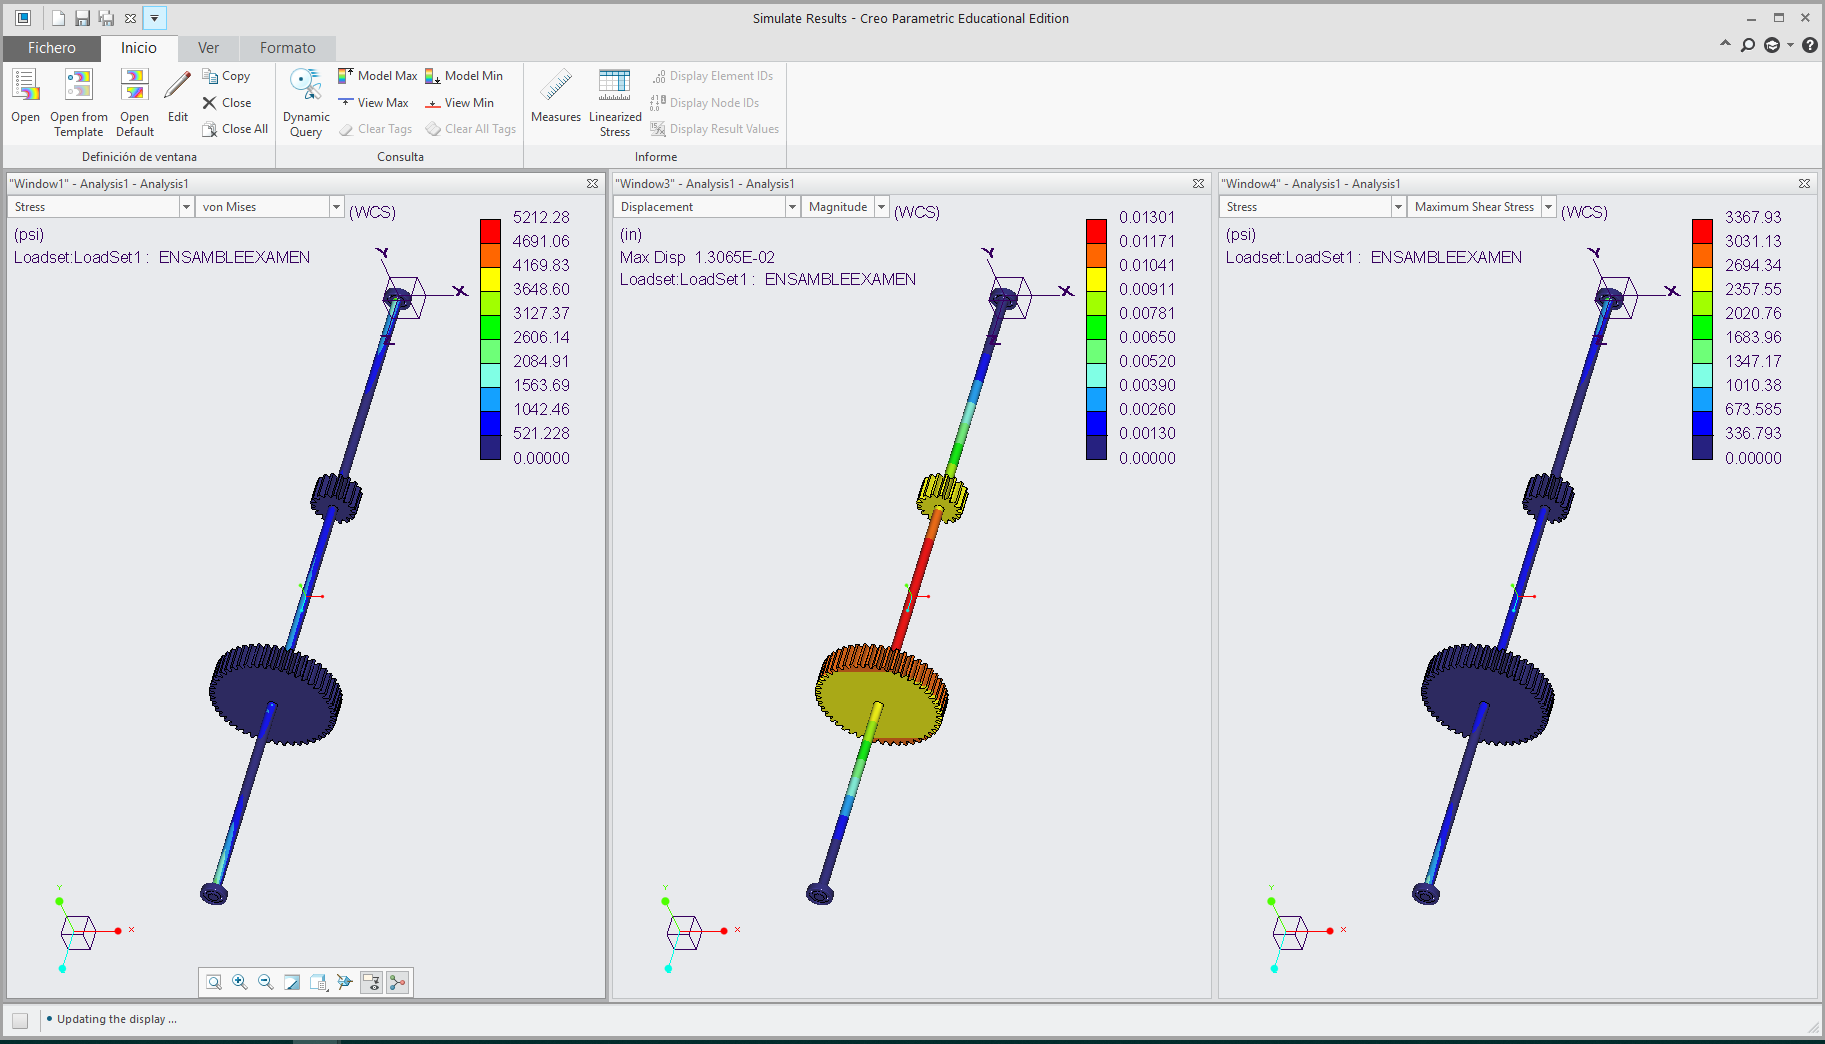 Simulate Results - Creo Parametric Educational Edition
Fichero Inicio Ver Formato
Open
Open from Template
Open Default
Edit
Copy
Close
Close All
Definición de ventana
Dynamic Query
Model Max Model Min
View Max View Min
Clear Tags Clear All Tags
Consulta
Measures
Linearized Stress
Display Element IDs
Display Node IDs
Display Result Values
Informe
"Window1" - Analysis1 - Analysis1
Stress von Mises (WCS)
(psi)
Loadset:LoadSet1 : ENSAMBLEEXAMEN
5212.28
4691.06
4169.83
3648.60
3127.37
2606.14
2084.91
1563.69
1042.46
521.228
0.00000
Y
X
Z
Y
X
"Window3" - Analysis1 - Analysis1
Displacement Magnitude (WCS)
(in)
Max Disp 1.3065E-02
Loadset:LoadSet1 : ENSAMBLEEXAMEN
0.01301
0.01171
0.01041
0.00911
0.00781
0.00650
0.00520
0.00390
0.00260
0.00130
0.00000
Y
X
Z
Y
X
"Window4" - Analysis1 - Analysis1
Stress Maximum Shear Stress (WCS)
(psi)
Loadset:LoadSet1 : ENSAMBLEEXAMEN
3367.93
3031.13
2694.34
2357.55
2020.76
1683.96
1347.17
1010.38
673.585
336.793
0.00000
Y
X
Z
Y
X
• Updating the display ...